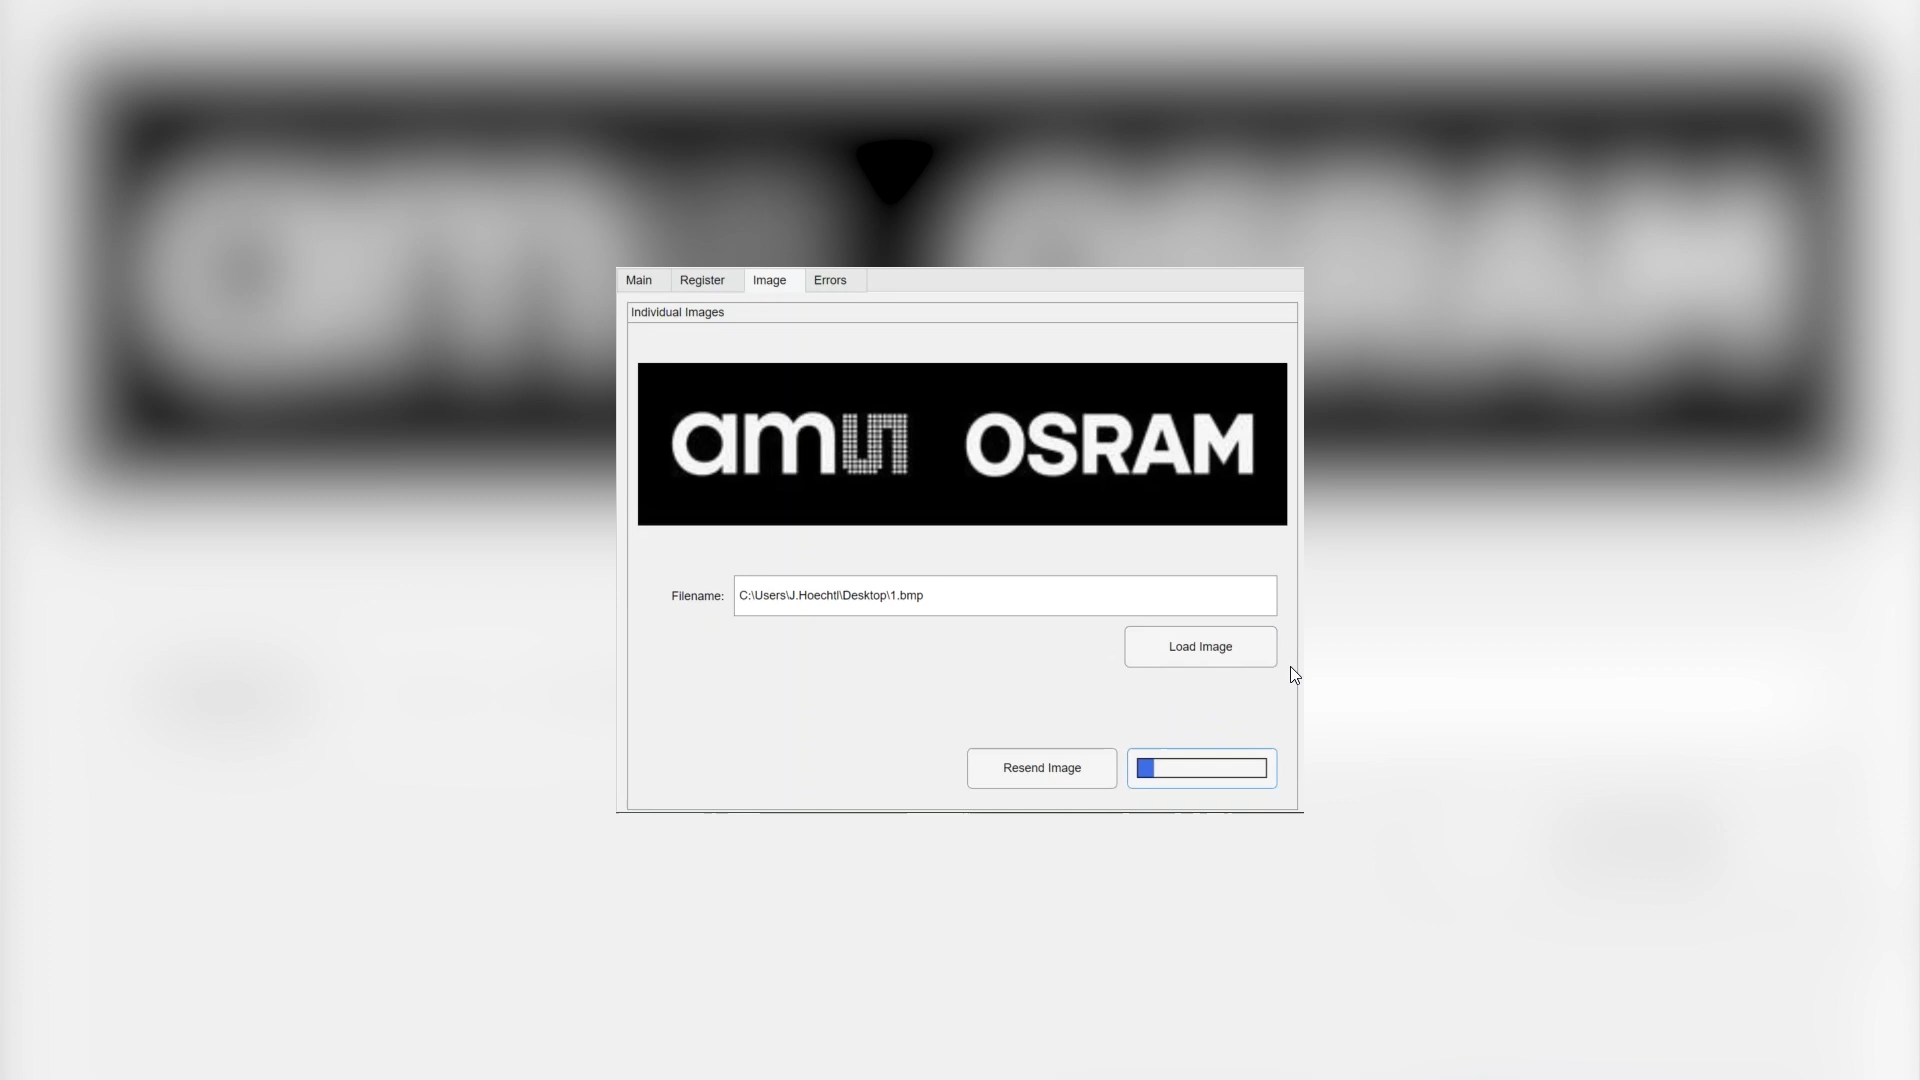 Main Register Image Errors
Individual Images
amu OSRAM
Filename: C:\Users\J.Hoechtl\Desktop\1.bmp
Load Image
Resend Image